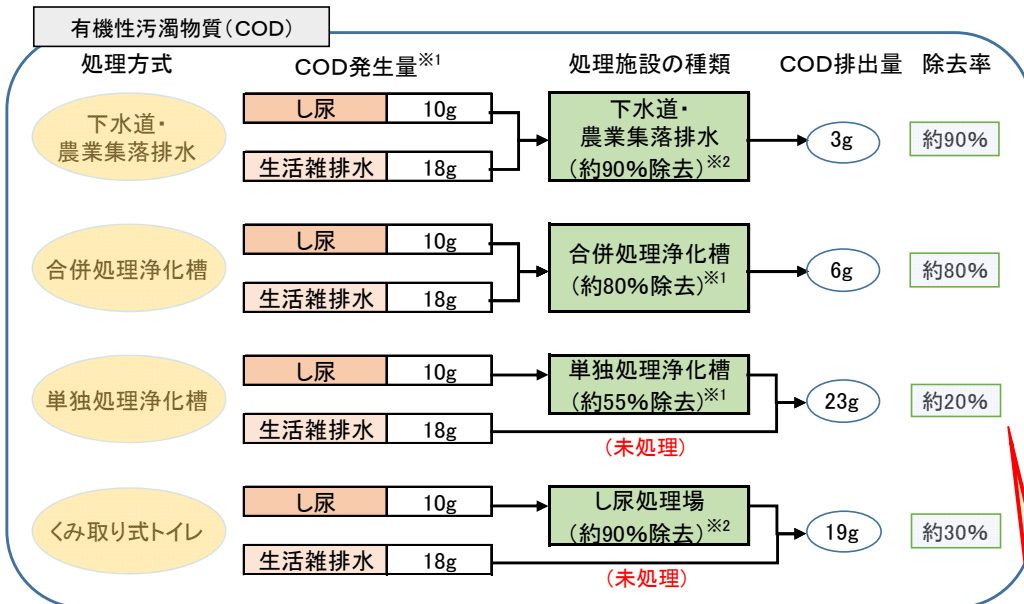 有機性汚濁物質(COD)
処理方式
COD発生量※1
処理施設の種類
COD排出量
除去率
下水道・
農業集落排水
し尿
10g
生活雑排水
18g
下水道・
農業集落排水
(約90%除去)※2
3g
約90%
合併処理浄化槽
し尿
10g
生活雑排水
18g
合併処理浄化槽
(約80%除去)※1
6g
約80%
単独処理浄化槽
し尿
10g
生活雑排水
18g
単独処理浄化槽
(約55%除去)※1
(未処理)
23g
約20%
くみ取り式トイレ
し尿
10g
生活雑排水
18g
し尿処理場
(約90%除去)※2
(未処理)
19g
約30%